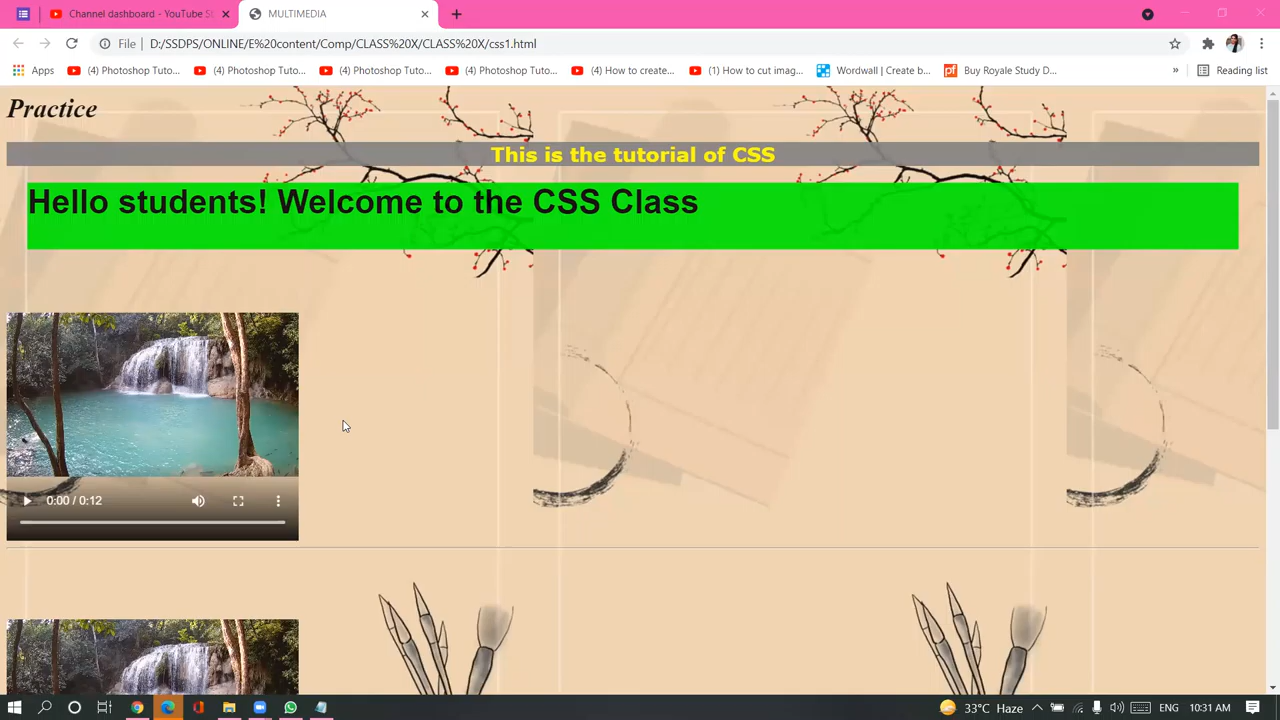 Channel dashboard - YouTube St
MULTIMEDIA
File D:/SSDPS/ONLINE/E%20content/Comp/CLASS%20X/CLASS%20X/css1.html
Apps (4) Photoshop Tuto... (4) Photoshop Tuto... (4) Photoshop Tuto... (4) Photoshop Tuto... (4) How to create... (1) How to cut imag... Wordwall | Create b... pf Buy Royale Study D... » Reading list
Practice
This is the tutorial of CSS
Hello students! Welcome to the CSS Class
0:00 / 0:12
33°C Haze 10:31 AM